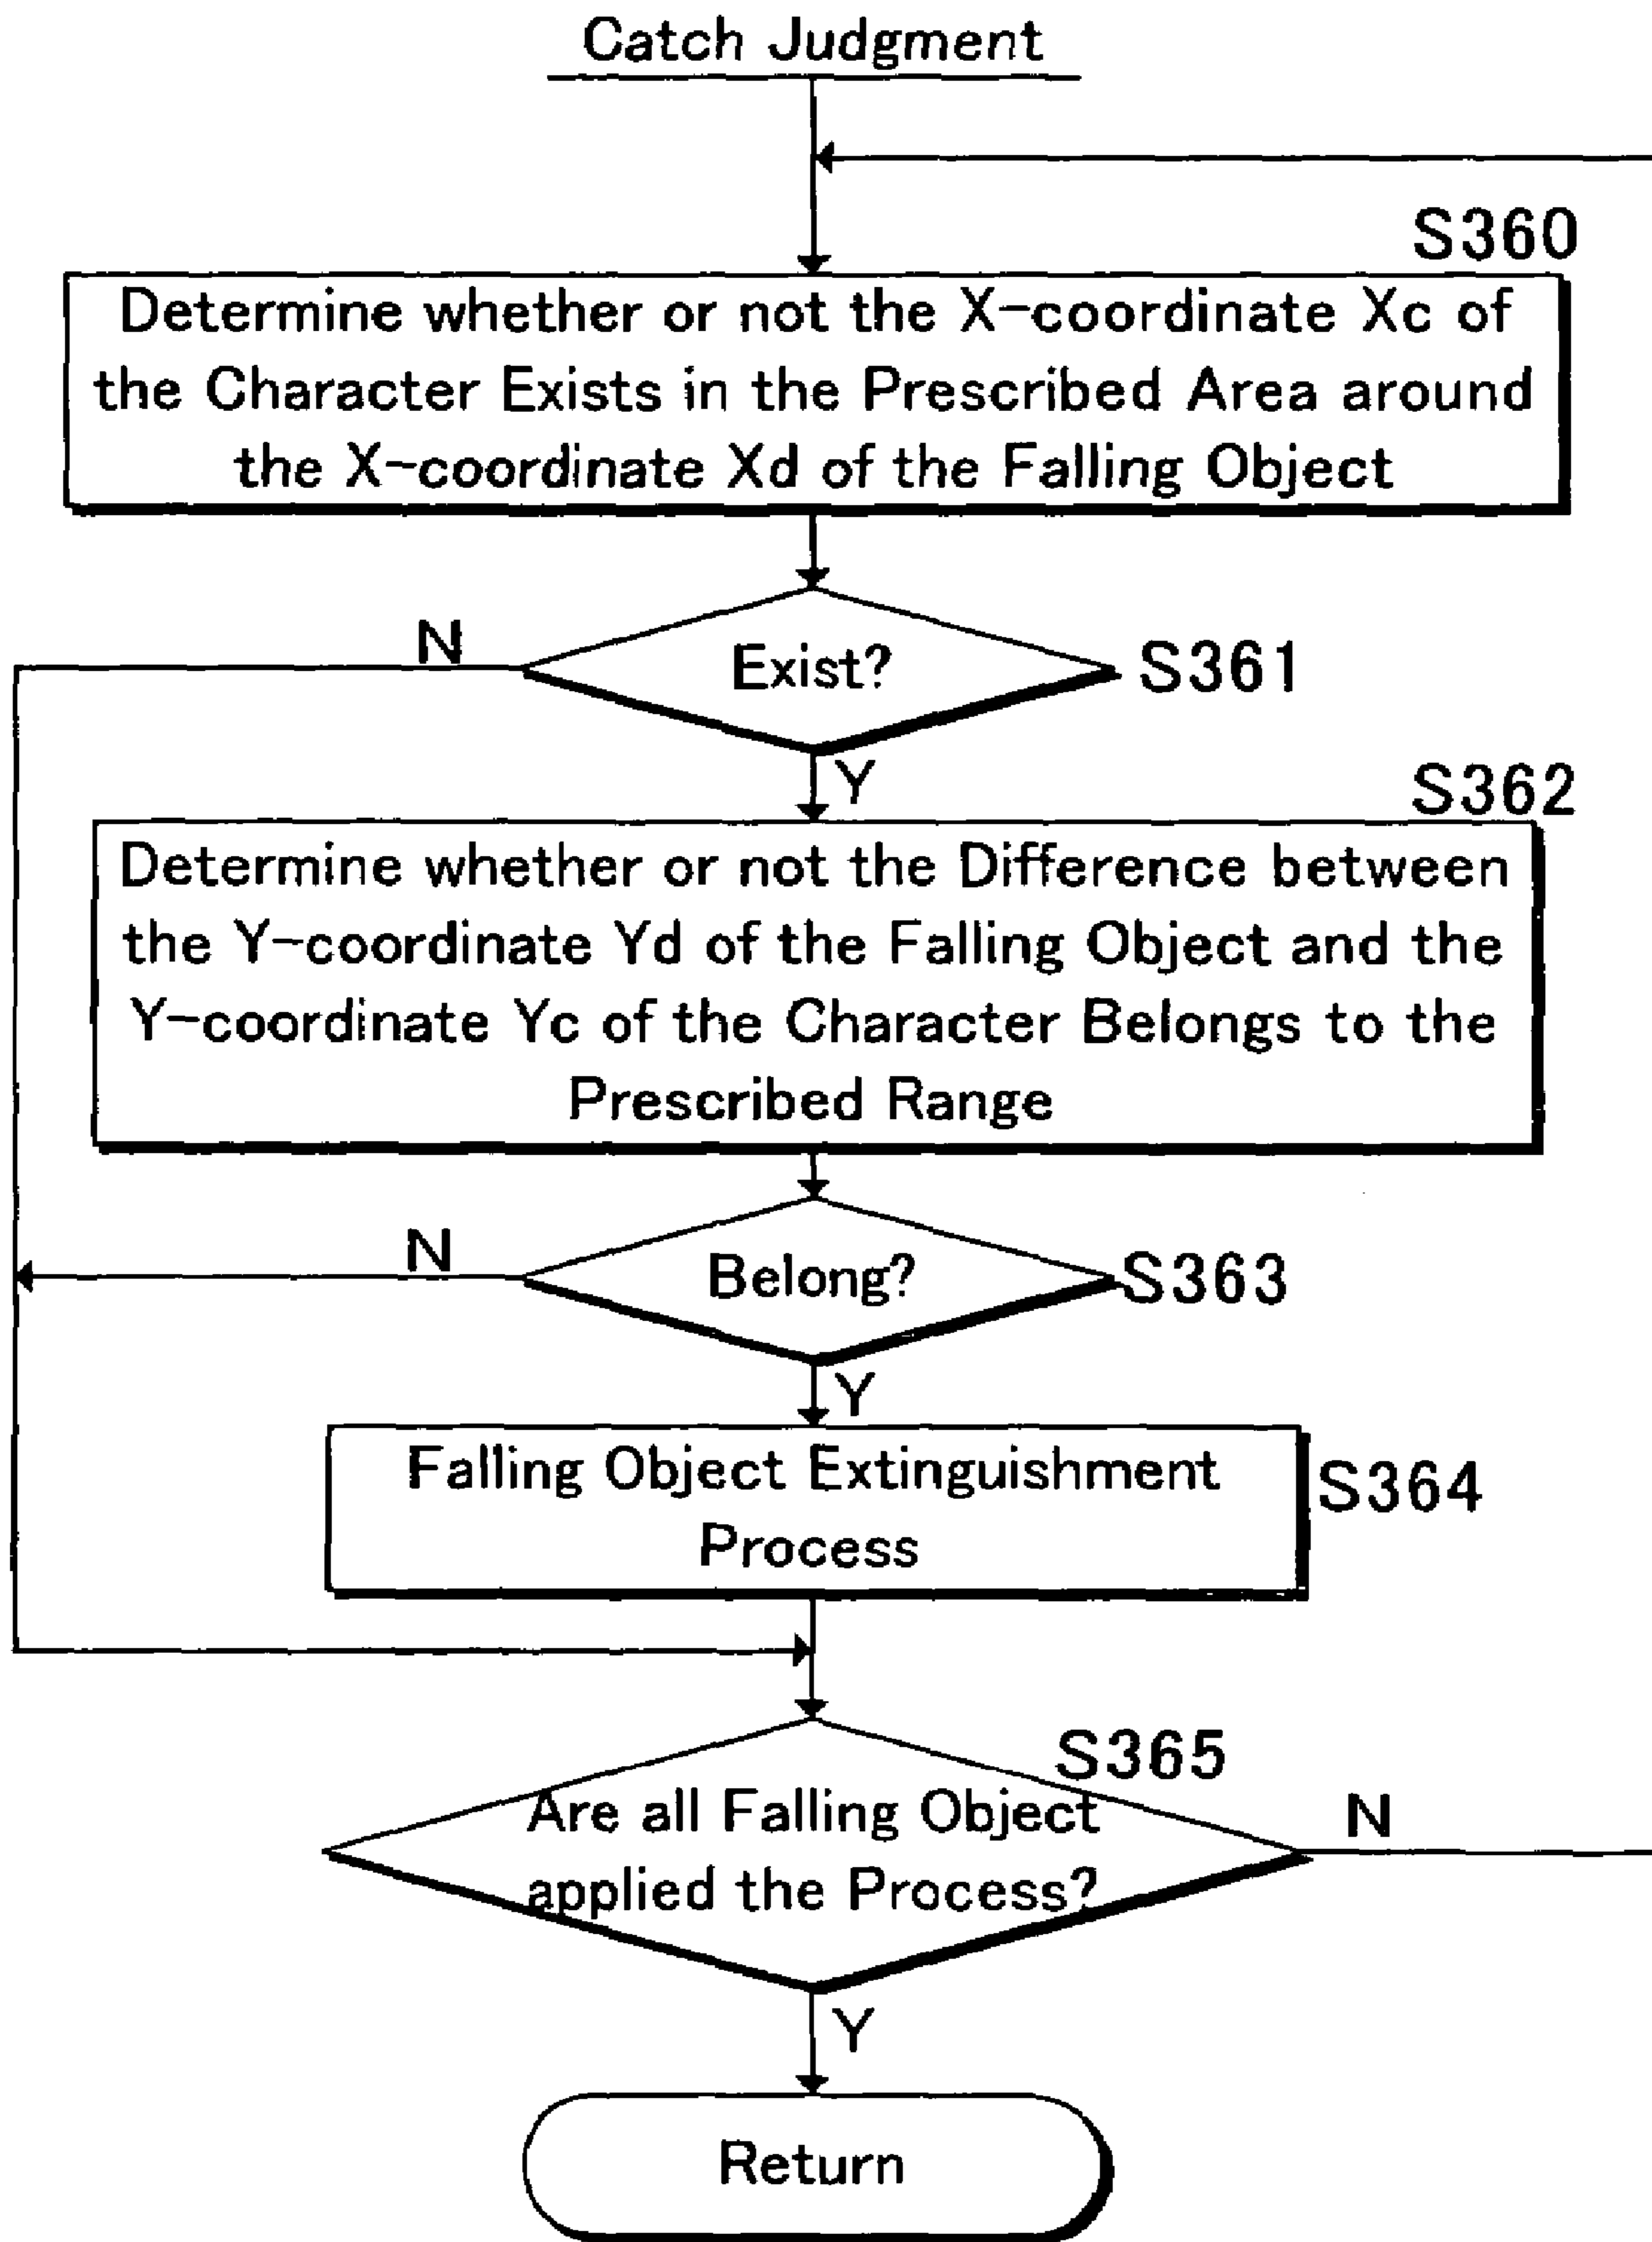 Catch Judgment
S360
Determine whether or not the X-coordinate Xc of
the Character Exists in the Prescribed Area around
the X-coordinate Xd of the Falling Object
N
Exist?
S361
Y
S362
Determine whether or not the Difference between
the Y-coordinate Yd of the Falling Object and the
Y-coordinate Yc of the Character Belongs to the
Prescribed Range
N
Belong?
S363
Y
Falling Object Extinguishment
Process
S364
S365
Are all Falling Object
applied the Process?
N
Y
Return